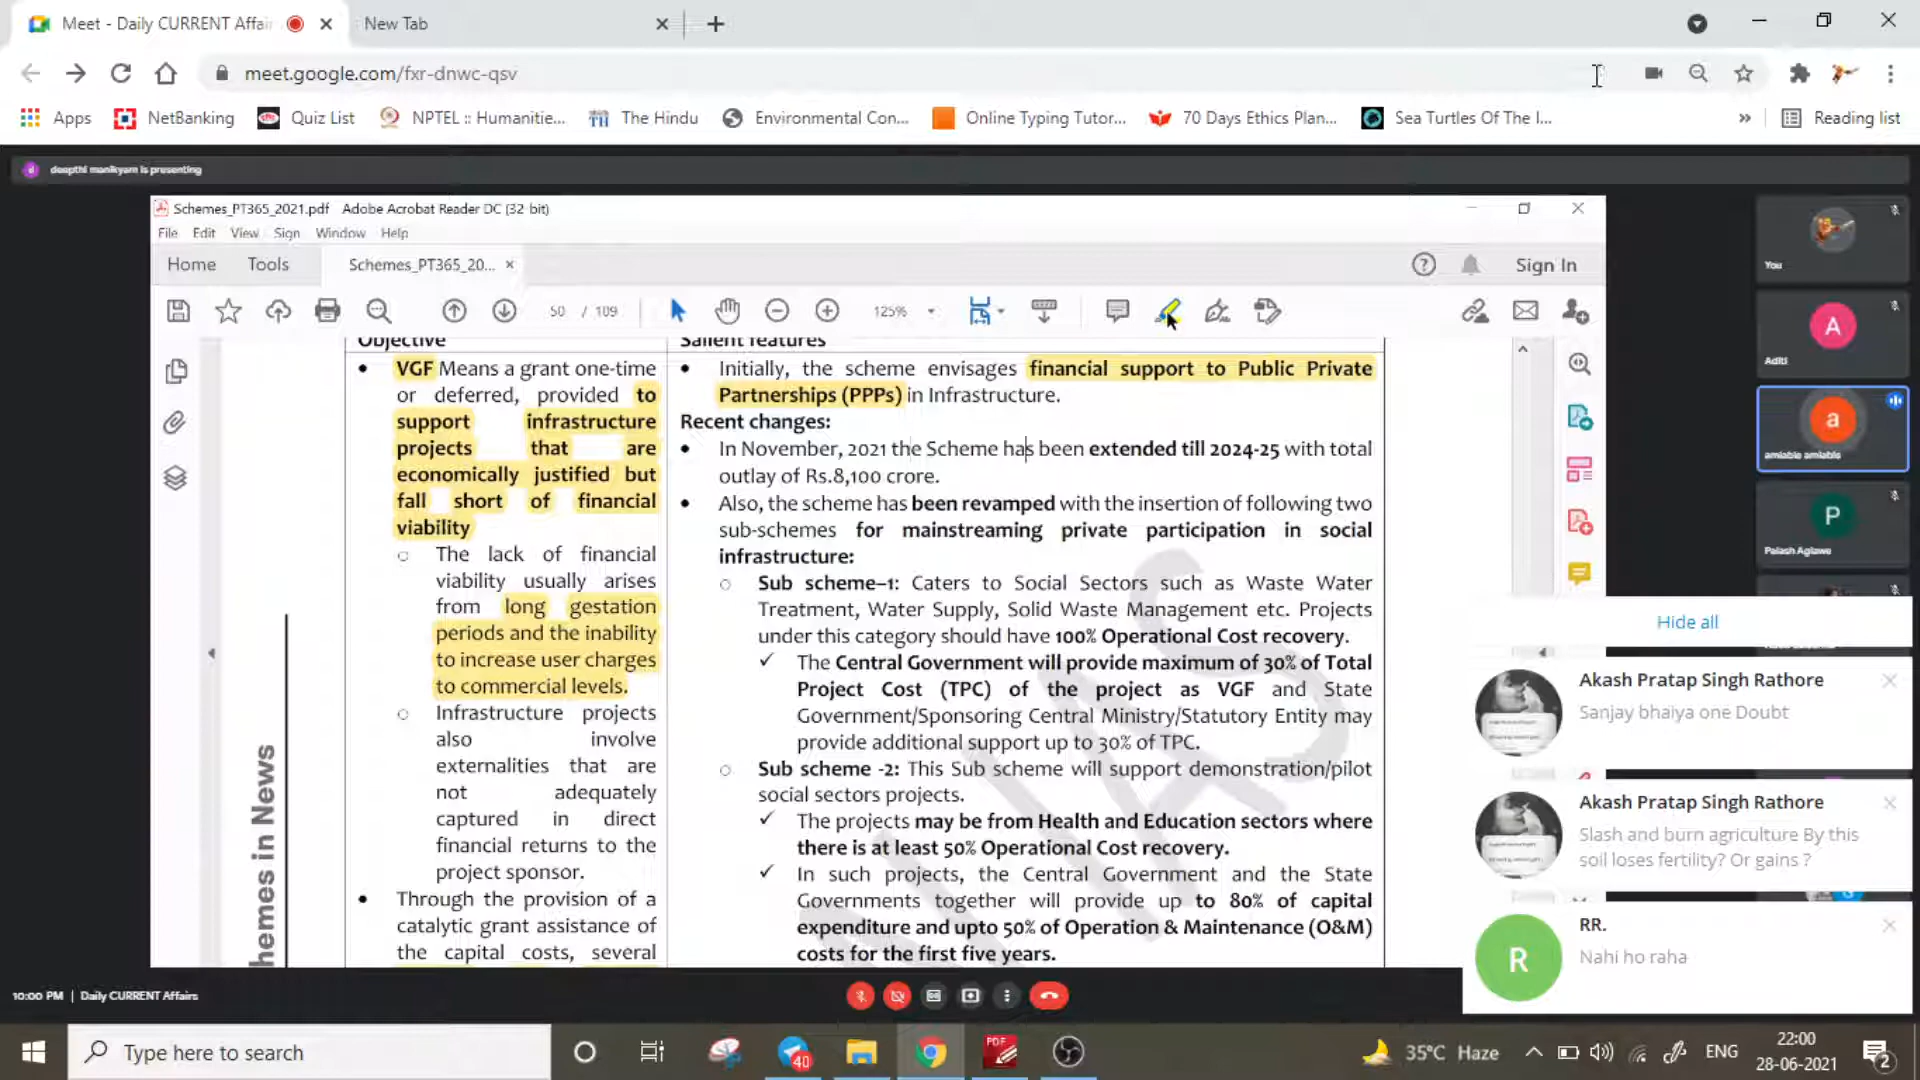 Meet - Daily CURRENT Affair
New Tab
meet.google.com/fxr-dnwc-qsv
Apps
NetBanking
Quiz List
NPTEL :: Humanitie...
The Hindu
Environmental Con...
Online Typing Tutor...
70 Days Ethics Plan...
Sea Turtles Of The I...
Reading list
deepthi manikyam is presenting
Schemes_PT365_2021.pdf Adobe Acrobat Reader DC (32-bit)
File Edit View Sign Window Help
Home Tools Schemes_PT365_20... Sign In
50 / 109 125%
Objective
Salient features
VGF Means a grant one-time
or deferred, provided to
support infrastructure
projects that are
economically justified but
fall short of financial
viability
The lack of financial
viability usually arises
from long gestation
periods and the inability
to increase user charges
to commercial levels.
Infrastructure projects
also involve
externalities that are
not adequately
captured in direct
financial returns to the
project sponsor.
Through the provision of a
catalytic grant assistance of
the capital costs, several
Initially, the scheme envisages financial support to Public Private
Partnerships (PPPs) in Infrastructure.
Recent changes:
In November, 2021 the Scheme has been extended till 2024-25 with total
outlay of Rs.8,100 crore.
Also, the scheme has been revamped with the insertion of following two
sub-schemes for mainstreaming private participation in social
infrastructure:
Sub scheme–1: Caters to Social Sectors such as Waste Water
Treatment, Water Supply, Solid Waste Management etc. Projects
under this category should have 100% Operational Cost recovery.
The Central Government will provide maximum of 30% of Total
Project Cost (TPC) of the project as VGF and State
Government/Sponsoring Central Ministry/Statutory Entity may
provide additional support up to 30% of TPC.
Sub scheme -2: This Sub scheme will support demonstration/pilot
social sectors projects.
The projects may be from Health and Education sectors where
there is at least 50% Operational Cost recovery.
In such projects, the Central Government and the State
Governments together will provide up to 80% of capital
expenditure and upto 50% of Operation & Maintenance (O&M)
costs for the first five years.
hemes in News
IAS
You
A
Aditi
a
amiable amiable
P
Palash Aglawe
Hide all
Akash Pratap Singh Rathore
Sanjay bhaiya one Doubt
Akash Pratap Singh Rathore
Slash and burn agriculture By this
soil loses fertility? Or gains ?
R
RR.
Nahi ho raha
10:00 PM | Daily CURRENT Affairs
Type here to search
40
PDF
35°C Haze
ENG
22:00
28-06-2021
2